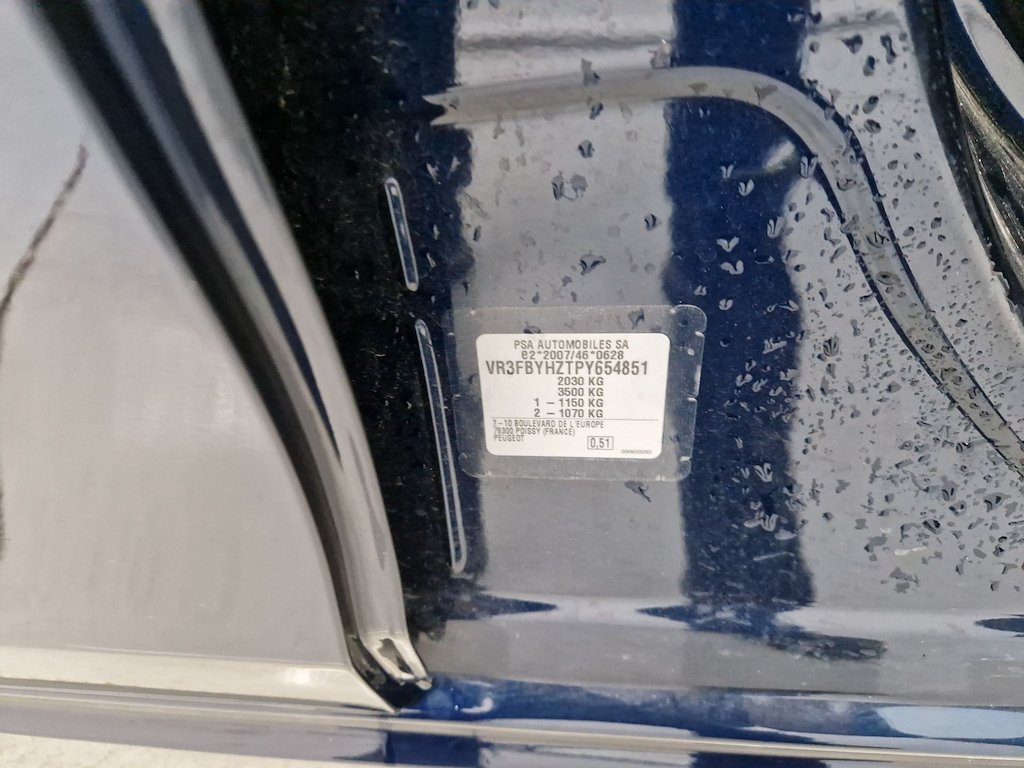 PSA AUTOMOBILES SA
e2*2007/46*0628
VR3FBYHZTPY654851
2030 KG
3500 KG
1 – 1150 KG
2 – 1070 KG
2–10 BOULEVARD DE L'EUROPE
78300 POISSY (FRANCE)
PEUGEOT
0,51